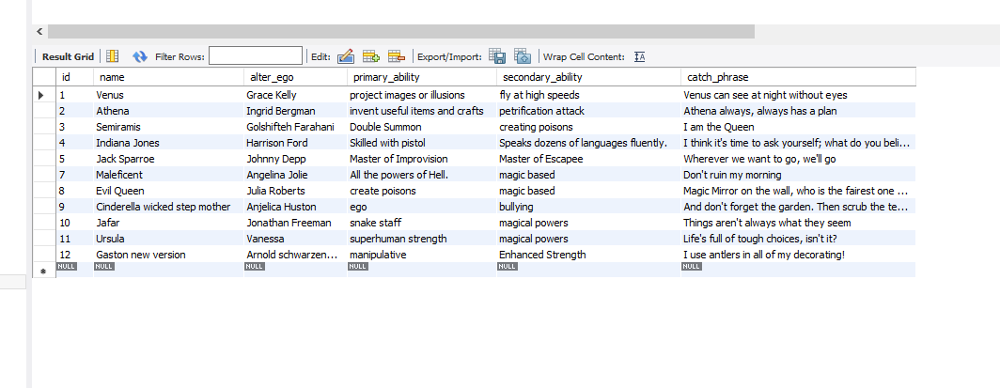 Result Grid Filter Rows: Edit: Export/Import: Wrap Cell Content:
id name alter_ego primary_ability secondary_ability catch_phrase
1 Venus Grace Kelly project images or illusions fly at high speeds Venus can see at night without eyes
2 Athena Ingrid Bergman invent useful items and crafts petrification attack Athena always, always has a plan
3 Semiramis Golshifteh Farahani Double Summon creating poisons I am the Queen
4 Indiana Jones Harrison Ford Skilled with pistol Speaks dozens of languages fluently. I think it's time to ask yourself; what do you beli...
5 Jack Sparroe Johnny Depp Master of Improvision Master of Escapee Wherever we want to go, we'll go
7 Maleficent Angelina Jolie All the powers of Hell. magic based Don't ruin my morning
8 Evil Queen Julia Roberts create poisons magic based Magic Mirror on the wall, who is the fairest one ...
9 Cinderella wicked step mother Anjelica Huston ego bullying And don't forget the garden. Then scrub the te...
10 Jafar Jonathan Freeman snake staff magical powers Things aren't always what they seem
11 Ursula Vanessa superhuman strength magical powers Life's full of tough choices, isn't it?
12 Gaston new version Arnold schwarzen... manipulative Enhanced Strength I use antlers in all of my decorating!
NULL NULL NULL NULL NULL NULL